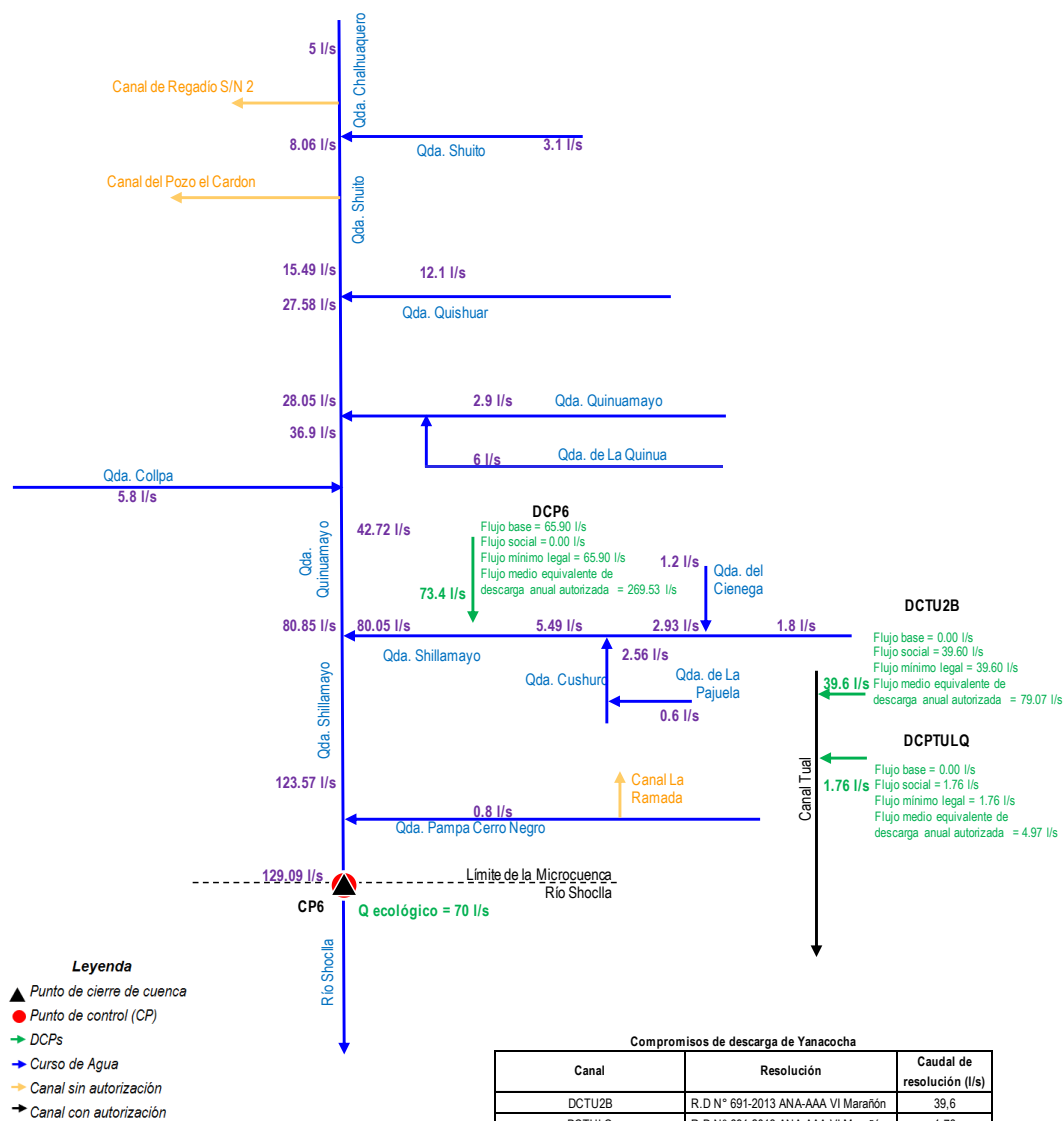 5 l/s
Qda. Chalhuaquero
Canal de Regadío S/N 2
8.06 l/s
Qda. Shuito
3.1 l/s
Canal del Pozo el Cardon
Qda. Shuito
15.49 l/s
12.1 l/s
27.58 l/s
Qda. Quishuar
28.05 l/s
2.9 l/s
Qda. Quinuamayo
36.9 l/s
6 l/s
Qda. de La Quinua
Qda. Collpa
5.8 l/s
Qda.
Quinuamayo
42.72 l/s
DCP6
Flujo base = 65.90 l/s
Flujo social = 0.00 l/s
Flujo mínimo legal = 65.90 l/s
Flujo medio equivalente de
descarga anual autorizada = 269.53 l/s
73.4 l/s
1.2 l/s
Qda. del
Cienega
80.85 l/s
80.05 l/s
5.49 l/s
2.93 l/s
1.8 l/s
Qda. Shillamayo
2.56 l/s
Qda. Cushuro
Qda. de La
Pajuela
0.6 l/s
DCTU2B
Flujo base = 0.00 l/s
Flujo social = 39.60 l/s
Flujo mínimo legal = 39.60 l/s
Flujo medio equivalente de
descarga anual autorizada = 79.07 l/s
39.6 l/s
DCPTULQ
Flujo base = 0.00 l/s
Flujo social = 1.76 l/s
Flujo mínimo legal = 1.76 l/s
Flujo medio equivalente de
descarga anual autorizada = 4.97 l/s
1.76 l/s
Canal Tual
Qda. Shillamayo
123.57 l/s
Canal La
Ramada
0.8 l/s
Qda. Pampa Cerro Negro
129.09 l/s
Límite de la Microcuenca
Río Shoclla
CP6
Q ecológico = 70 l/s
Río Shoclla
Leyenda
Punto de cierre de cuenca
Punto de control (CP)
DCPs
Curso de Agua
Canal sin autorización
Canal con autorización
Compromisos de descarga de Yanacocha
Canal Resolución Caudal de
resolución (l/s)
DCTU2B R.D N° 691-2013 ANA-AAA VI Marañón 39,6